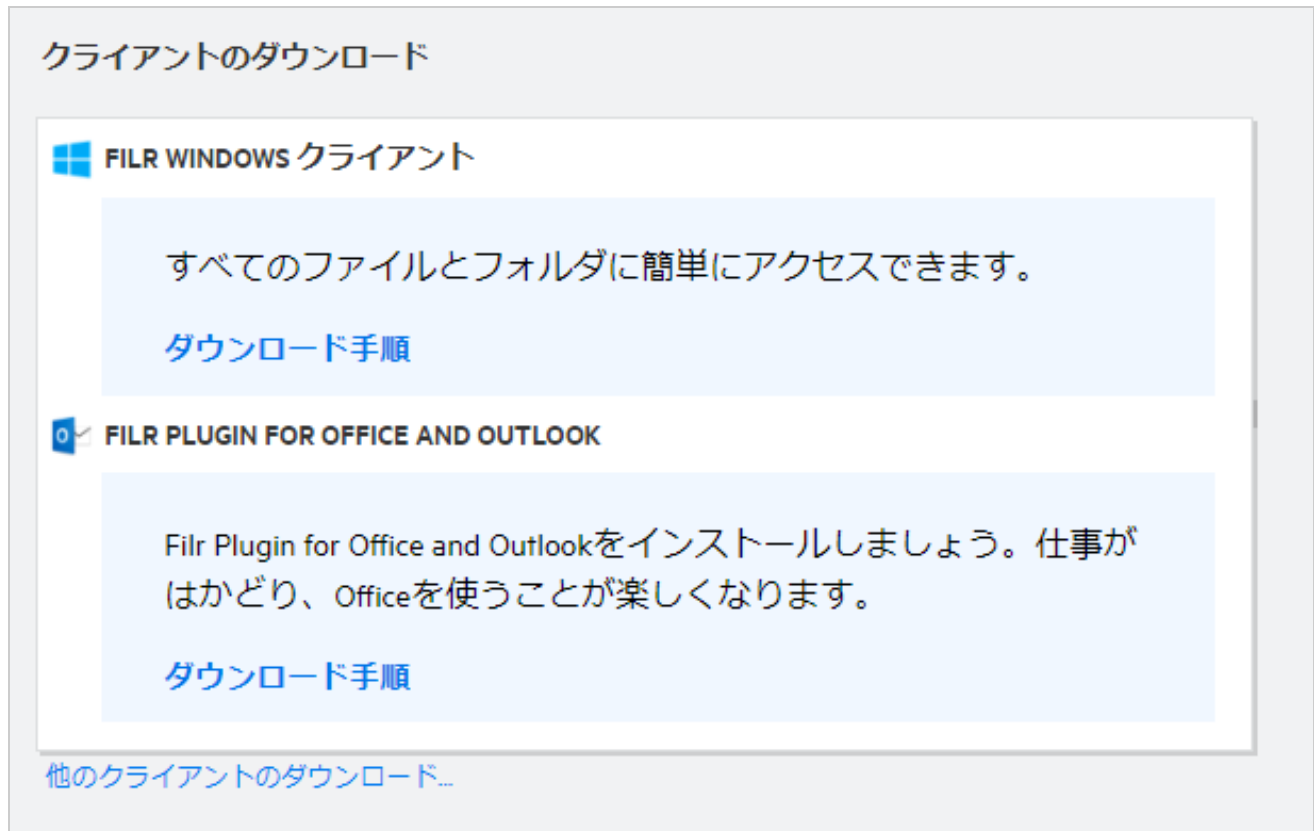 クライアントのダウンロード
FILR WINDOWS クライアント
すべてのファイルとフォルダに簡単にアクセスできます。
ダウンロード手順
FILR PLUGIN FOR OFFICE AND OUTLOOK
Filr Plugin for Office and Outlookをインストールしましょう。仕事が
はかどり、Officeを使うことが楽しくなります。
ダウンロード手順
他のクライアントのダウンロード...